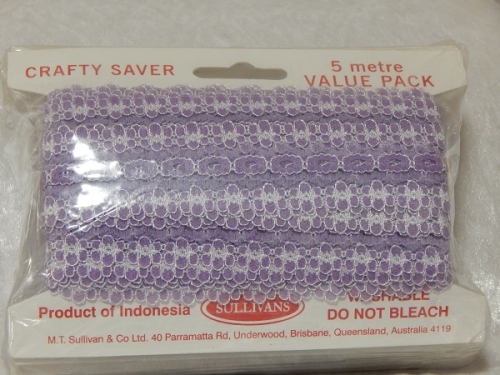 CRAFTY SAVER
5 metre
VALUE PACK
Product of Indonesia
SULLIVANS
WASHABLE
DO NOT BLEACH
M.T. Sullivan & Co Ltd. 40 Parramatta Rd, Underwood, Brisbane, Queensland, Australia 4119